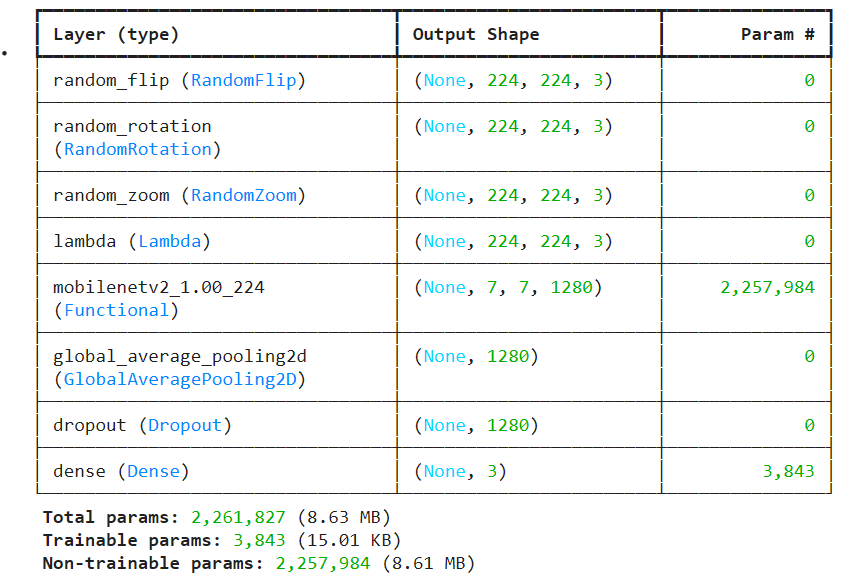 Layer (type) Output Shape Param #
random_flip (RandomFlip) (None, 224, 224, 3) 0
random_rotation (None, 224, 224, 3) 0
(RandomRotation)
random_zoom (RandomZoom) (None, 224, 224, 3) 0
lambda (Lambda) (None, 224, 224, 3) 0
mobilenetv2_1.00_224 (None, 7, 7, 1280) 2,257,984
(Functional)
global_average_pooling2d (None, 1280) 0
(GlobalAveragePooling2D)
dropout (Dropout) (None, 1280) 0
dense (Dense) (None, 3) 3,843
Total params: 2,261,827 (8.63 MB)
Trainable params: 3,843 (15.01 KB)
Non-trainable params: 2,257,984 (8.61 MB)